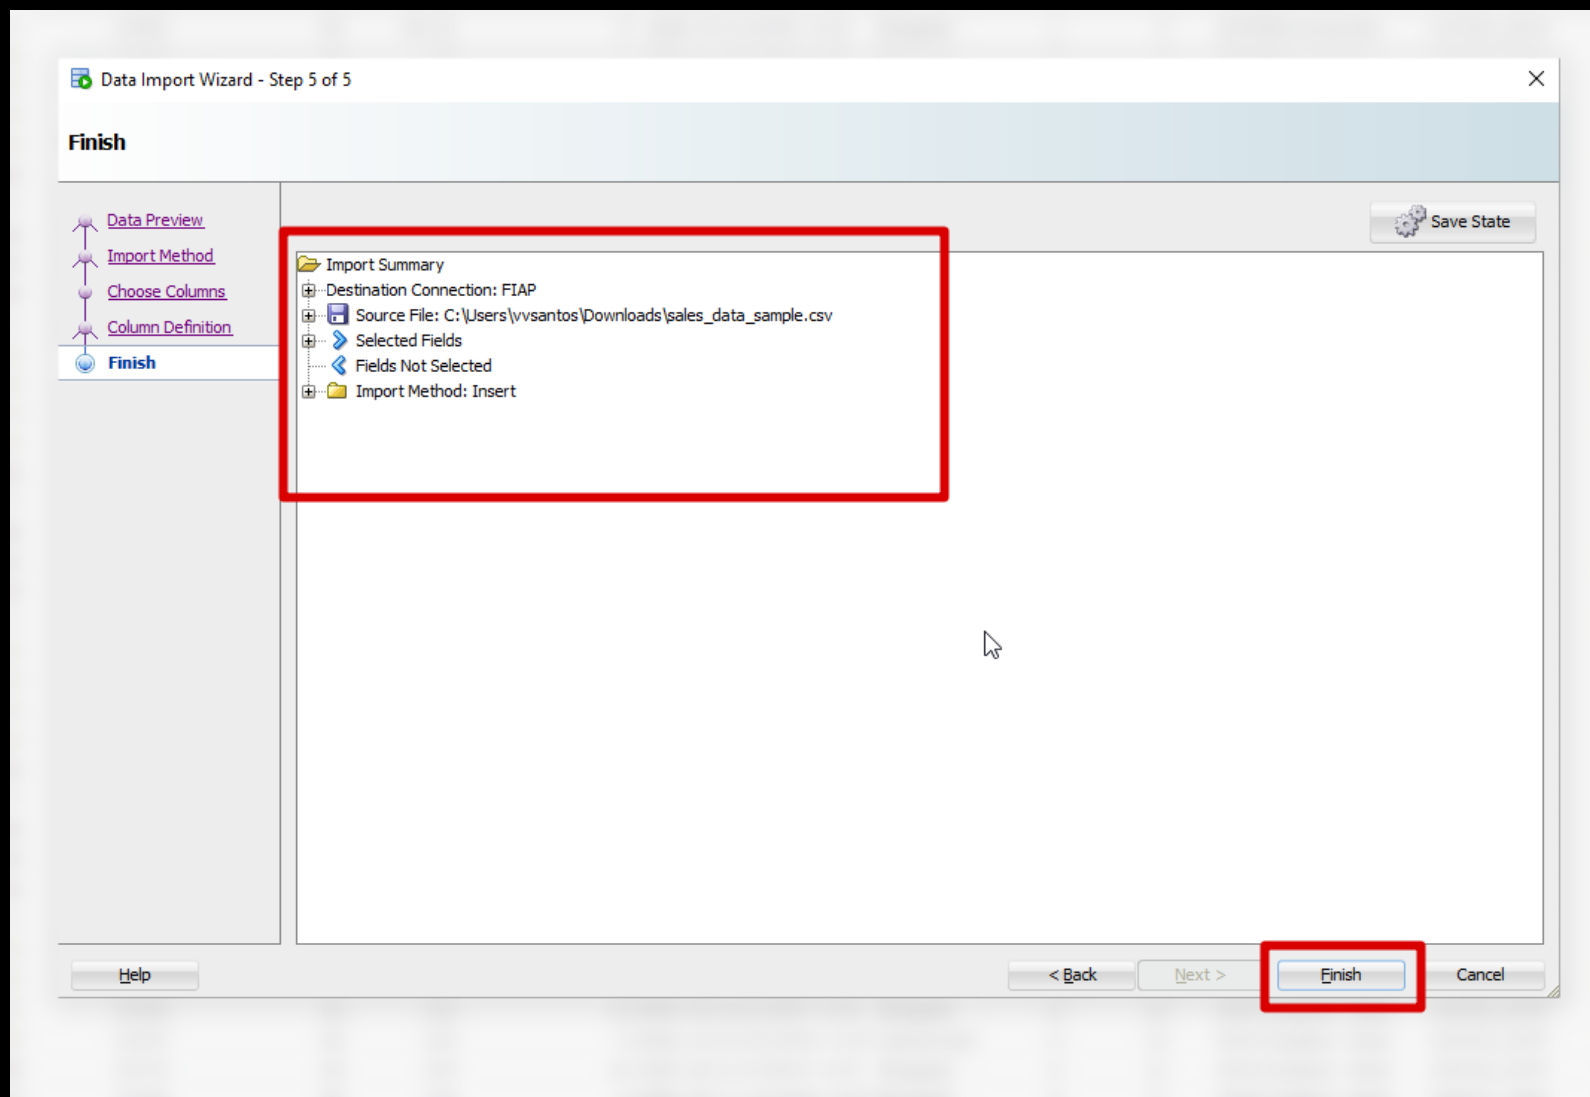 Data Import Wizard - Step 5 of 5
Finish
Data Preview
Import Method
Choose Columns
Column Definition
Finish
Save State
Import Summary
Destination Connection: FIAP
Source File: C:\Users\vvsantos\Downloads\sales_data_sample.csv
Selected Fields
Fields Not Selected
Import Method: Insert
Help
< Back
Next >
Finish
Cancel